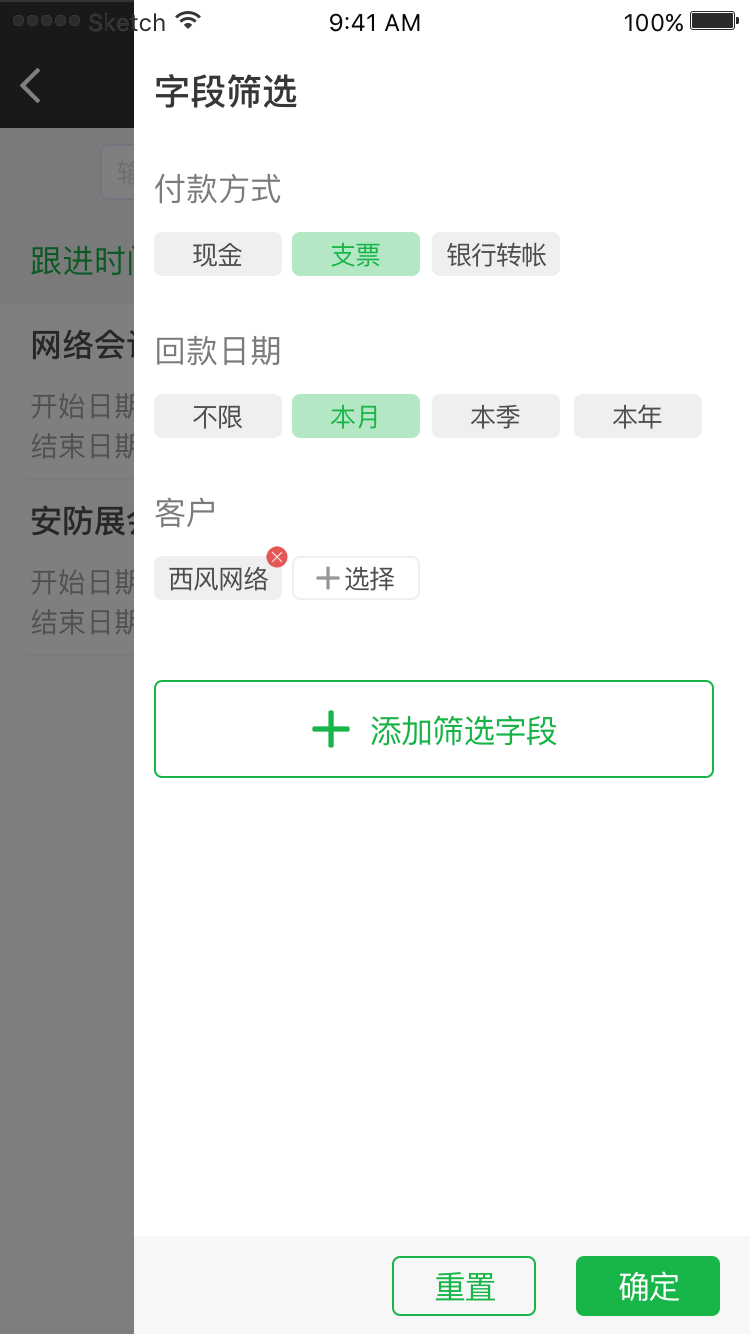 Sketch 9:41 AM 100%
字段筛选
输
付款方式
现金 支票 银行转帐
跟进时间
回款日期
网络会议
不限 本月 本季 本年
开始日期
结束日期
客户
安防展会
西风网络 选择
开始日期
结束日期
添加筛选字段
重置 确定